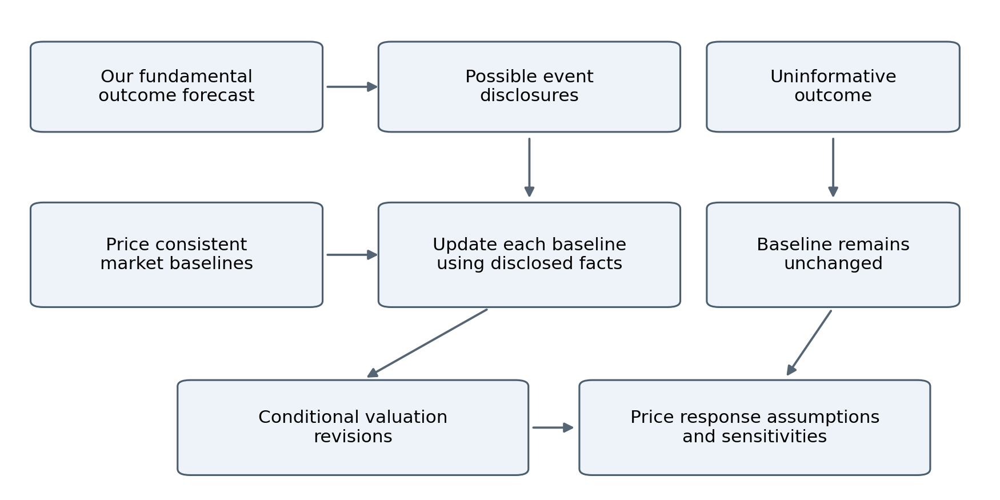 Our fundamental
outcome forecast
Possible event
disclosures
Uninformative
outcome
Price consistent
market baselines
Update each baseline
using disclosed facts
Baseline remains
unchanged
Conditional valuation
revisions
Price response assumptions
and sensitivities